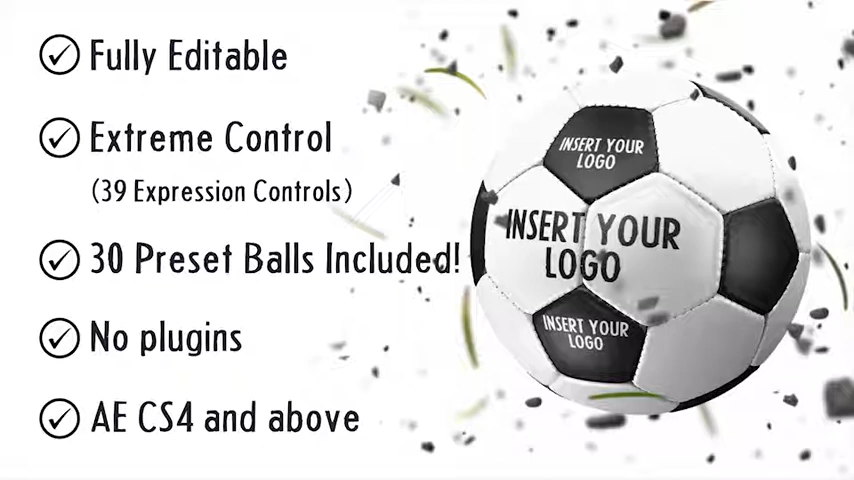 Fully Editable
Extreme Control
(39 Expression Controls)
30 Preset Balls Included!
No plugins
AE CS4 and above
INSERT YOUR
LOGO
INSERT YOUR
LOGO
INSERT YOUR
LOGO